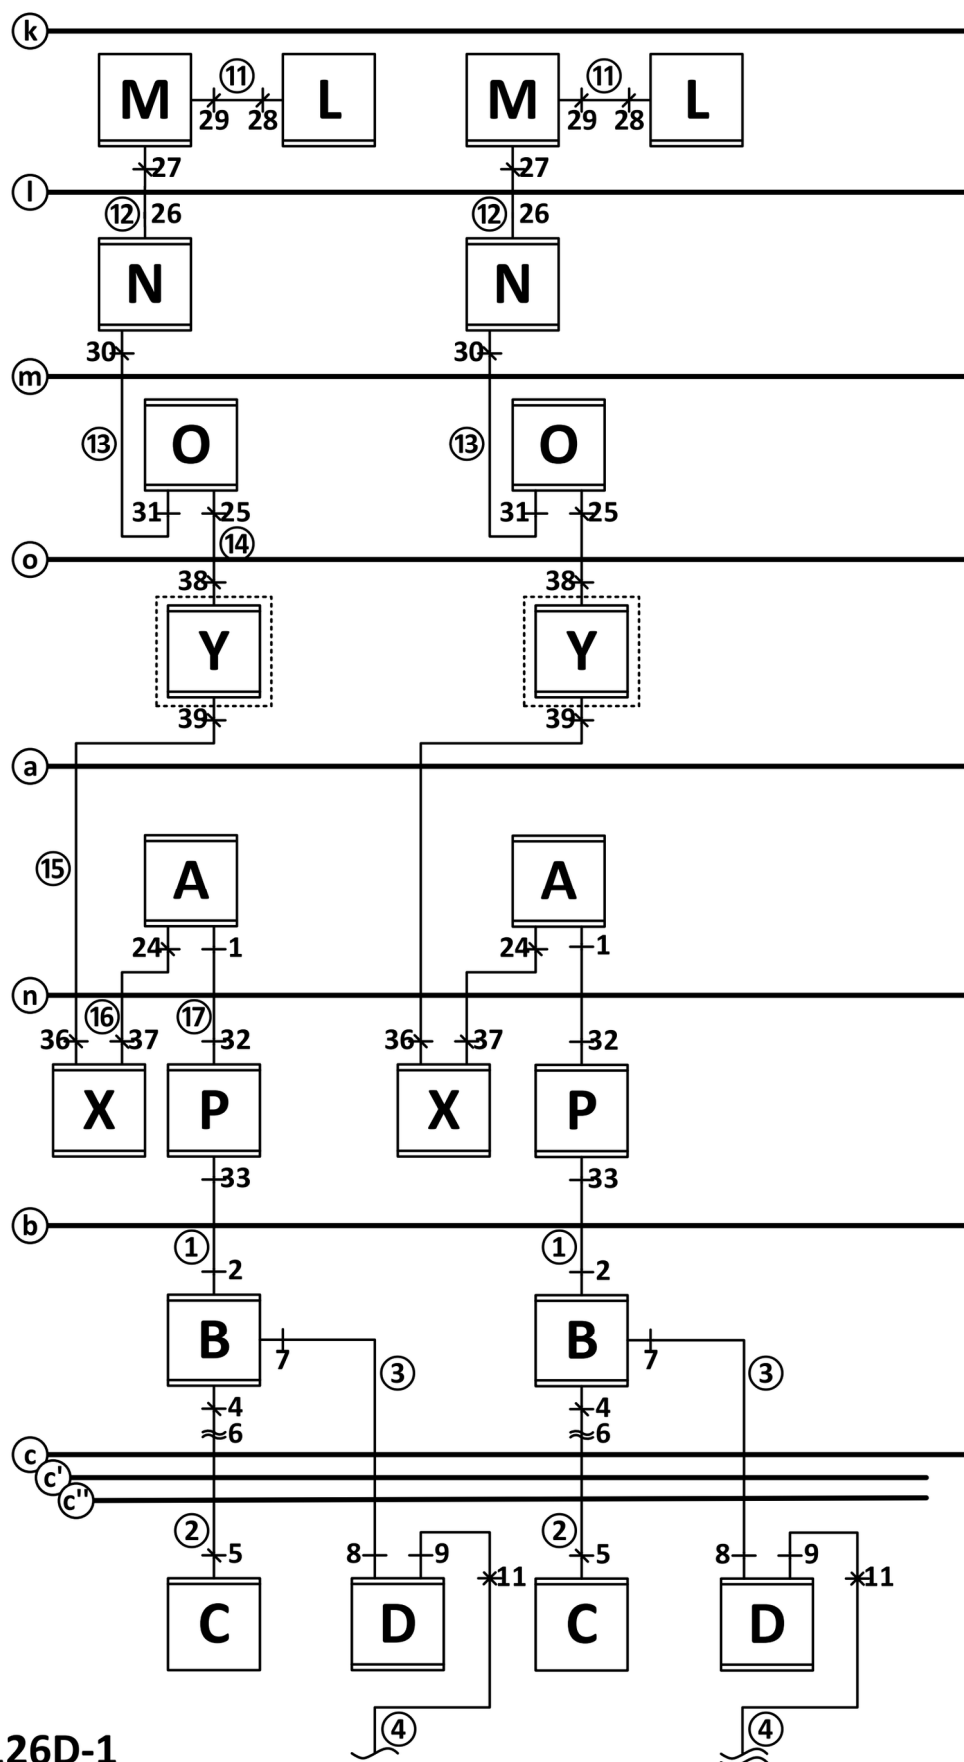 k
M 11 L M 11 L
29 28 29 28
27 27
l
12 26 12 26
N N
30 30
m
13 O 13 O
31 25 31 25
14
o
38 38
Y Y
39 39
a
15 A A
24 1 24 1
n
16 17
36 37 32 36 37 32
X P X P
33 33
b
1 1
2 2
B B
7 7
3 3
4 4
6 6
c
c'
c''
2 2
5 8 9 5 8 9
11 11
C D C D
4 4
26D-1